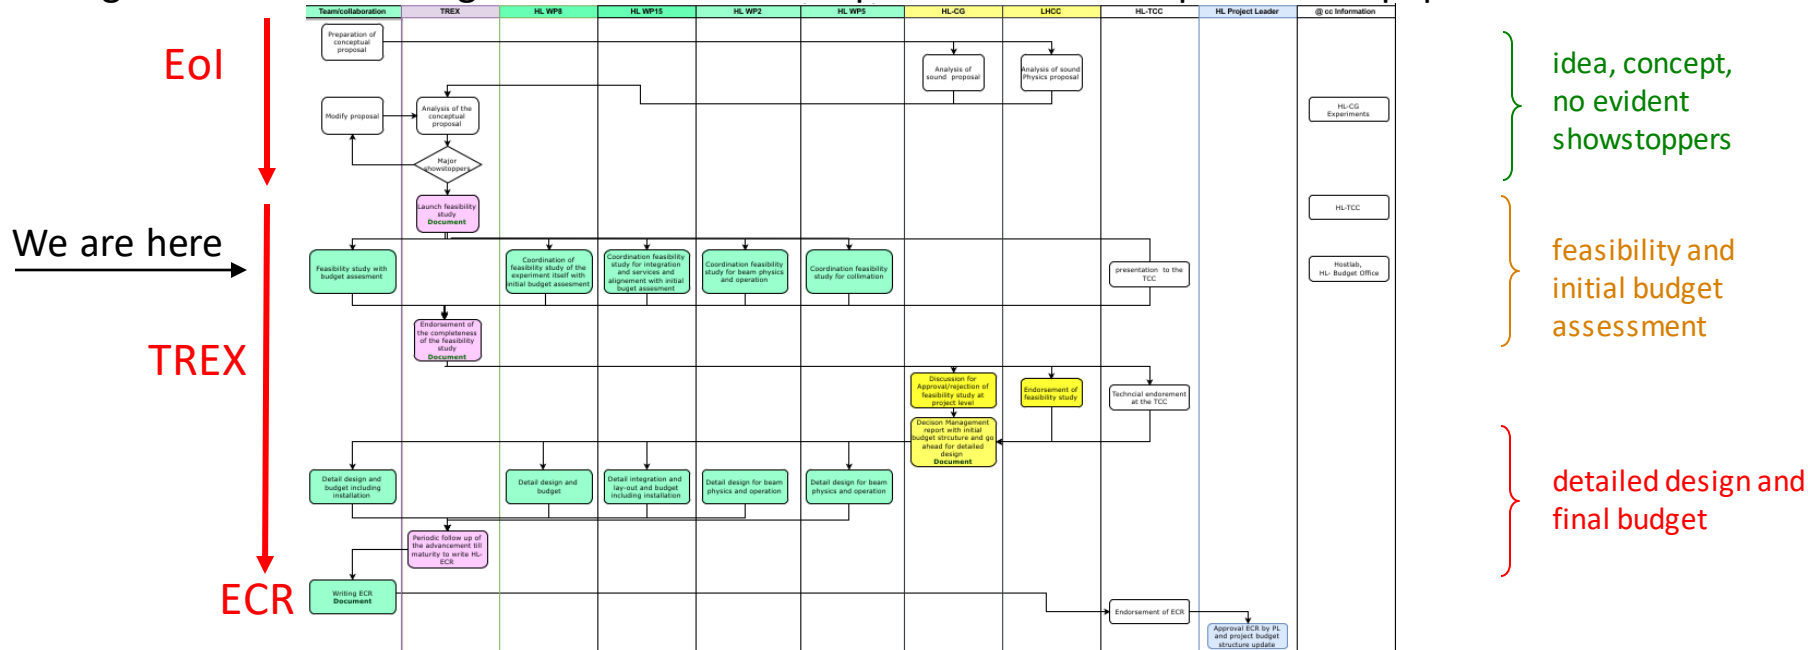 Team/collaboration
TREX
HL WP8
HL WP15
HL WP2
HL WP5
HL-CG
LHCC
HL-TCC
HL Project Leader
@ cc Information
EoI
Preparation of
conceptual
proposal
Analysis of
sound proposal
Analysis of sound
Physics proposal
idea, concept,
no evident
showstoppers
Modify proposal
Analysis of the
conceptual
proposal
HL-CG
Experiments
Major
showstoppers
Launch feasibility
study
Document
HL-TCC
We are here
Feasibility study with
budget assesment
Coordination of
feasibility study of the
experiment itself with
initial budget assesment
Coordination feasibility
study for integration
and services and
alignement with initial
buget assesment
Coordination feasibility
study for beam physics
and operation
Coordination feasibility
study for collimation
presentation to the
TCC
Hostlab,
HL- Budget Office
feasibility and
initial budget
assessment
TREX
Endorsement of
the completeness
of the feasibility
study
Document
Discussion for
Approval/rejection of
feasibility study at
project level
Endorsement of
feasibility study
Techncial endorsment
at the TCC
Decison Management
report with initial
budget strcuture and go
ahead for detailed
design
Document
Detail design and
budget including
installation
Detail design and
budget
Detail integration and
lay-out and budget
including installation
Detail design for beam
physics and operation
Detail design for beam
physics and operation
detailed design and
final budget
Periodic follow up of
the advancement till
maturity to write HL-
ECR
ECR
Writing ECR
Document
Endorsement of ECR
Approval ECR by PL
and project budget
structure update